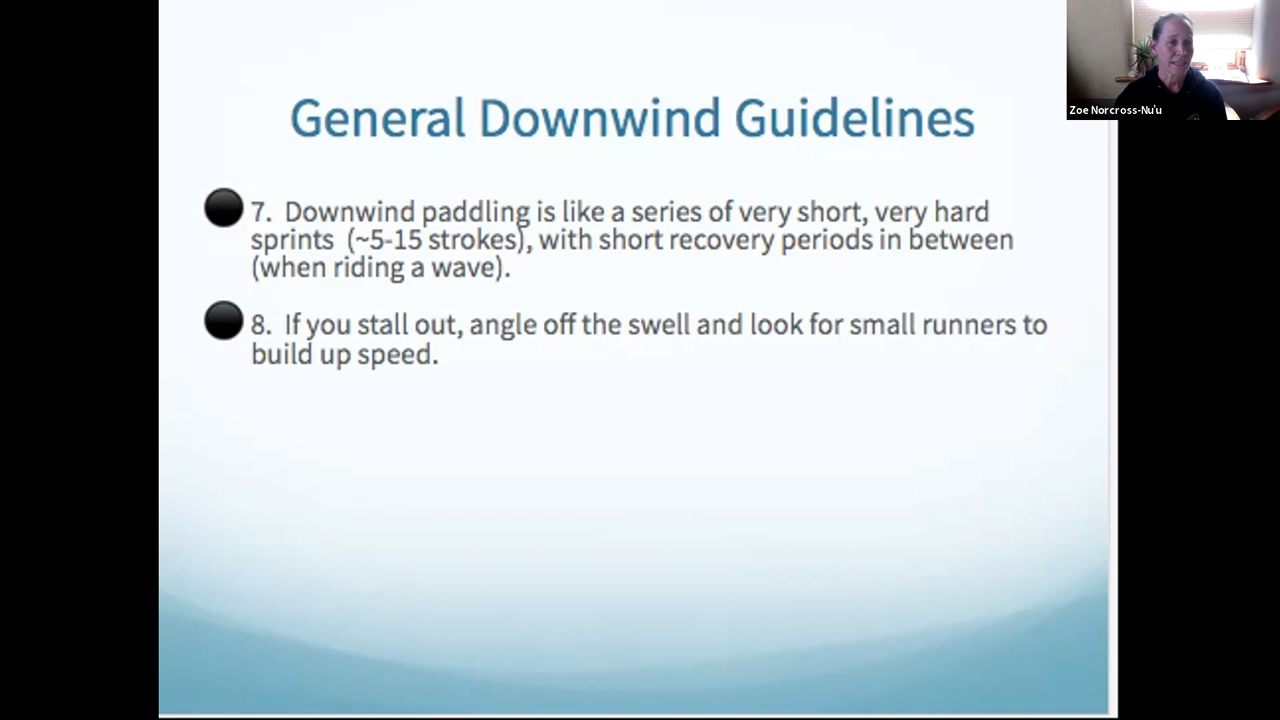 General Downwind Guidelines
Zoe Norcross-Nu'u
7. Downwind paddling is like a series of very short, very hard
sprints (~5-15 strokes), with short recovery periods in between
(when riding a wave).
8. If you stall out, angle off the swell and look for small runners to
build up speed.